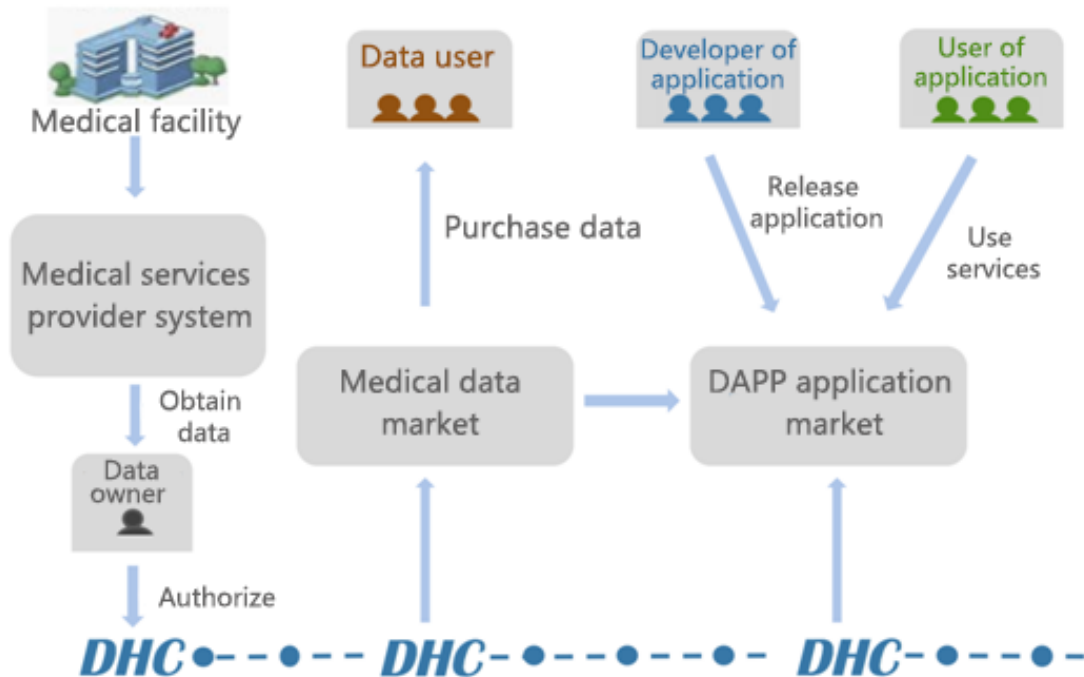 Medical facility
Data user
Developer of
application
User of
application
Release
application
Purchase data
Use
services
Medical services
provider system
Medical data
market
DAPP application
market
Obtain
data
Data
owner
Authorize
DHC
DHC
DHC